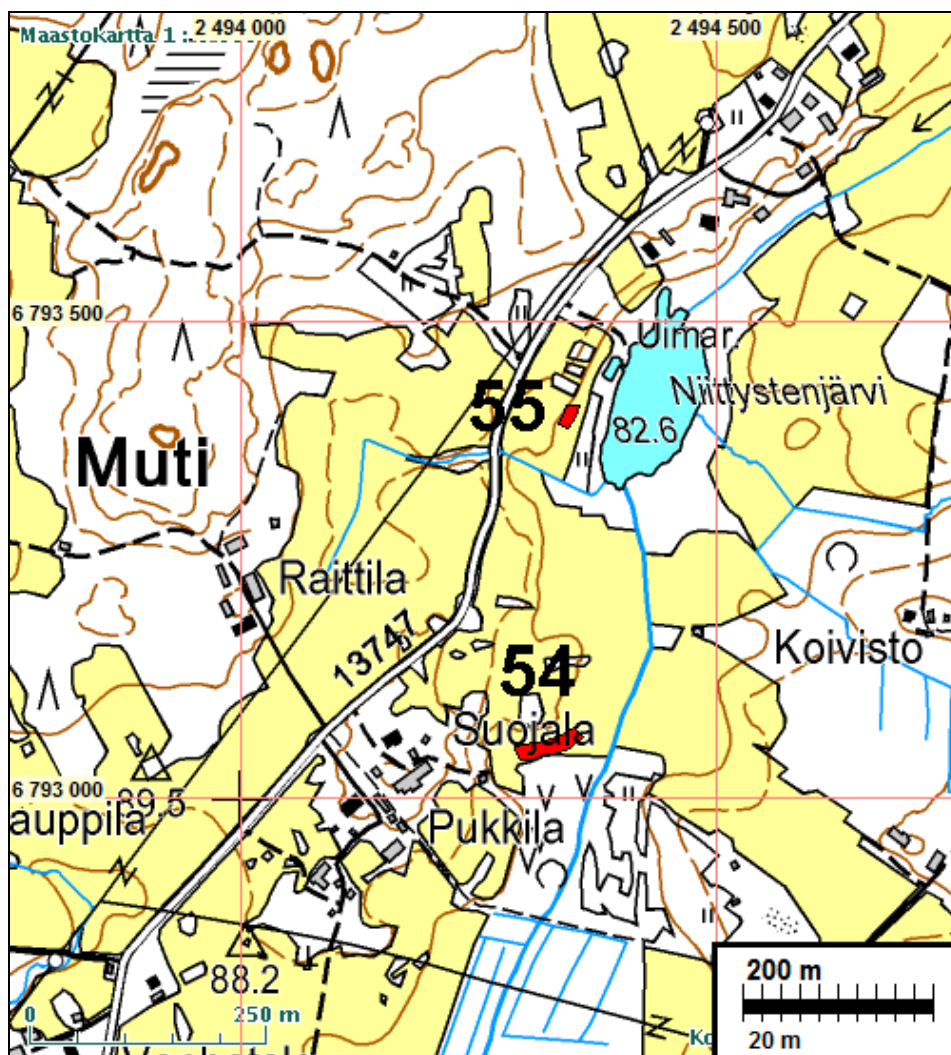 Maastokartta 1 :
2 494 000
2 494 500
6 793 500
Uimar.
Niittystenjärvi
55
82.6
Muti
Raittila
13747
54
Koivisto
Suojala
6 793 000
89.5
auppila
Pukkila
88.2
200 m
0 250 m
20 m